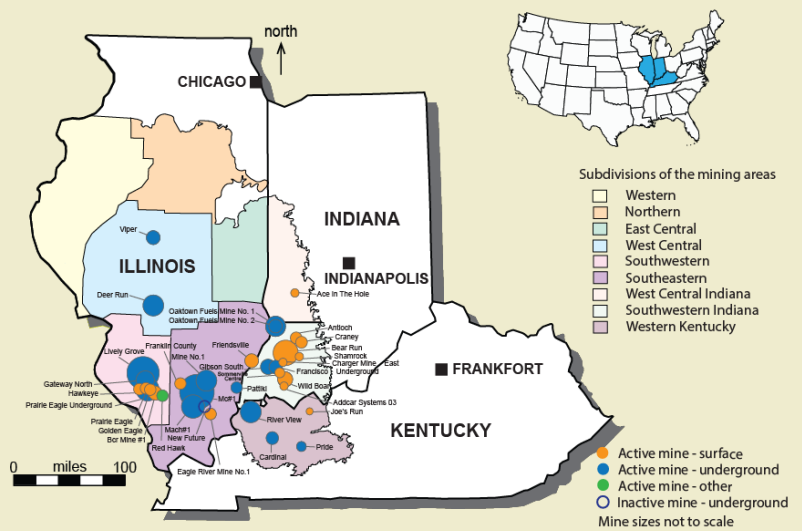 north
CHICAGO
INDIANA
INDIANAPOLIS
ILLINOIS
KENTUCKY
FRANKFORT
Viper
Deer Run
Ace In The Hole
Oaktown Fuels Mine No. 1
Oaktown Fuels Mine No. 2
Antioch
Craney
Bear Run
Shamrock
Charger Mine
East
Underground
Friendsville
Franklin County
Mine No.1
Lively Grove
Gibson South
Sommerville
Central
Francisco
Wild Boar
Pattiki
Gateway North
Hawkeye
Prairie Eagle Underground
Prairie Eagle
Golden Eagle
Bcr Mine #1
Mc#1
Mach#1
New Future
Red Hawk
Eagle River Mine No.1
Addcar Systems 03
Joe's Run
River View
Cardinal
Pride
0 miles 100
Subdivisions of the mining areas
Western
Northern
East Central
West Central
Southwestern
Southeastern
West Central Indiana
Southwestern Indiana
Western Kentucky
Active mine - surface
Active mine - underground
Active mine - other
Inactive mine - underground
Mine sizes not to scale